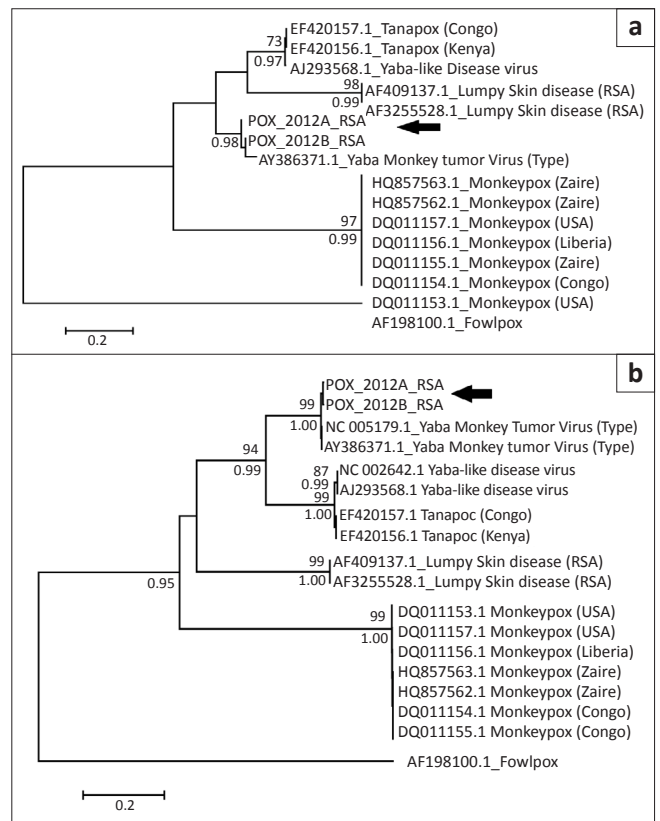 a
EF420157.1_Tanapox (Congo)
73
EF420156.1_Tanapox (Kenya)
0.97
AJ293568.1_Yaba-like Disease virus
98
AF409137.1_Lumpy Skin disease (RSA)
0.99
AF3255528.1_Lumpy Skin disease (RSA)
POX_2012A_RSA
0.98
POX_2012B_RSA
AY386371.1_Yaba Monkey tumor Virus (Type)
HQ857563.1_Monkeypox (Zaire)
HQ857562.1_Monkeypox (Zaire)
97
DQ011157.1_Monkeypox (USA)
0.99
DQ011156.1_Monkeypox (Liberia)
DQ011155.1_Monkeypox (Zaire)
DQ011154.1_Monkeypox (Congo)
DQ011153.1_Monkeypox (USA)
AF198100.1_Fowlpox
0.2
b
POX_2012A_RSA
99
POX_2012B_RSA
1.00
NC 005179.1_Yaba Monkey Tumor Virus (Type)
AY386371.1_Yaba Monkey tumor Virus (Type)
94
0.99
87
NC 002642.1 Yaba-like disease virus
0.99
AJ293568.1 Yaba-like disease virus
99
1.00
EF420157.1 Tanapoc (Congo)
EF420156.1 Tanapoc (Kenya)
99
AF409137.1_Lumpy Skin disease (RSA)
1.00
AF3255528.1_Lumpy Skin disease (RSA)
0.95
99
DQ011153.1 Monkeypox (USA)
1.00
DQ011157.1 Monkeypox (USA)
DQ011156.1 Monkeypox (Liberia)
HQ857563.1 Monkeypox (Zaire)
HQ857562.1 Monkeypox (Zaire)
DQ011154.1 Monkeypox (Congo)
DQ011155.1 Monkeypox (Congo)
AF198100.1_Fowlpox
0.2